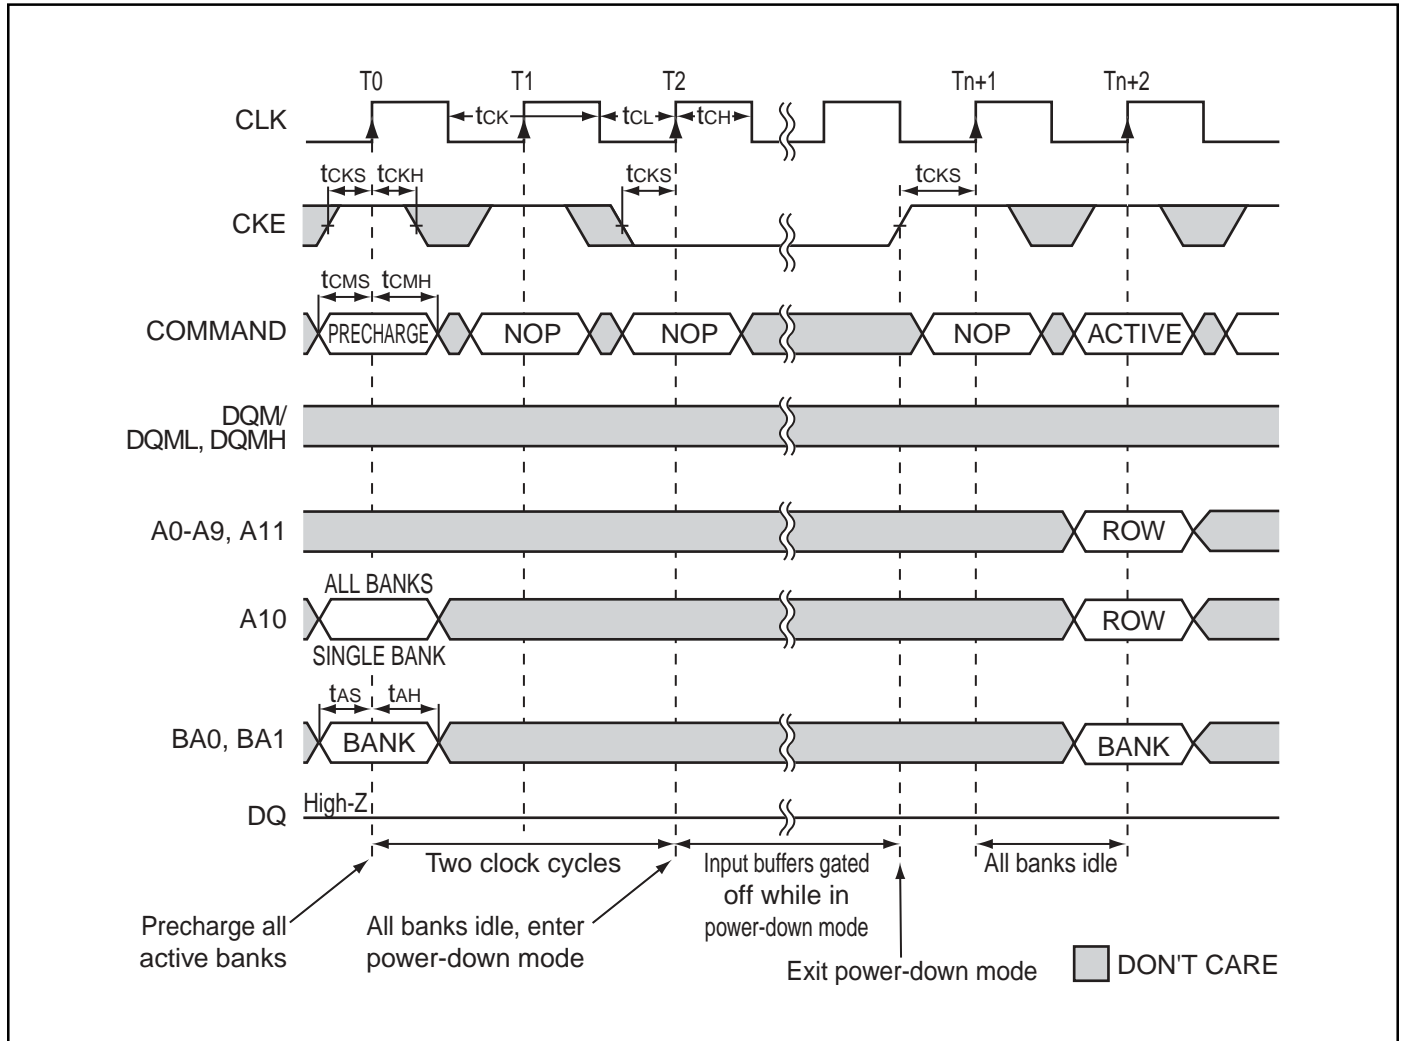 T0 T1 T2 Tn+1 Tn+2
CLK tCK tCL tCH
tCKS tCKH tCKS tCKS
CKE
tCMS tCMH
COMMAND PRECHARGE NOP NOP NOP ACTIVE
DQM/
DQML, DQMH
A0-A9, A11 ROW
ALL BANKS
A10 ROW
SINGLE BANK
tAS tAH
BA0, BA1 BANK BANK
DQ High-Z
Two clock cycles
Input buffers gated
off while in
power-down mode
All banks idle
Precharge all
active banks
All banks idle, enter
power-down mode
Exit power-down mode
DON'T CARE